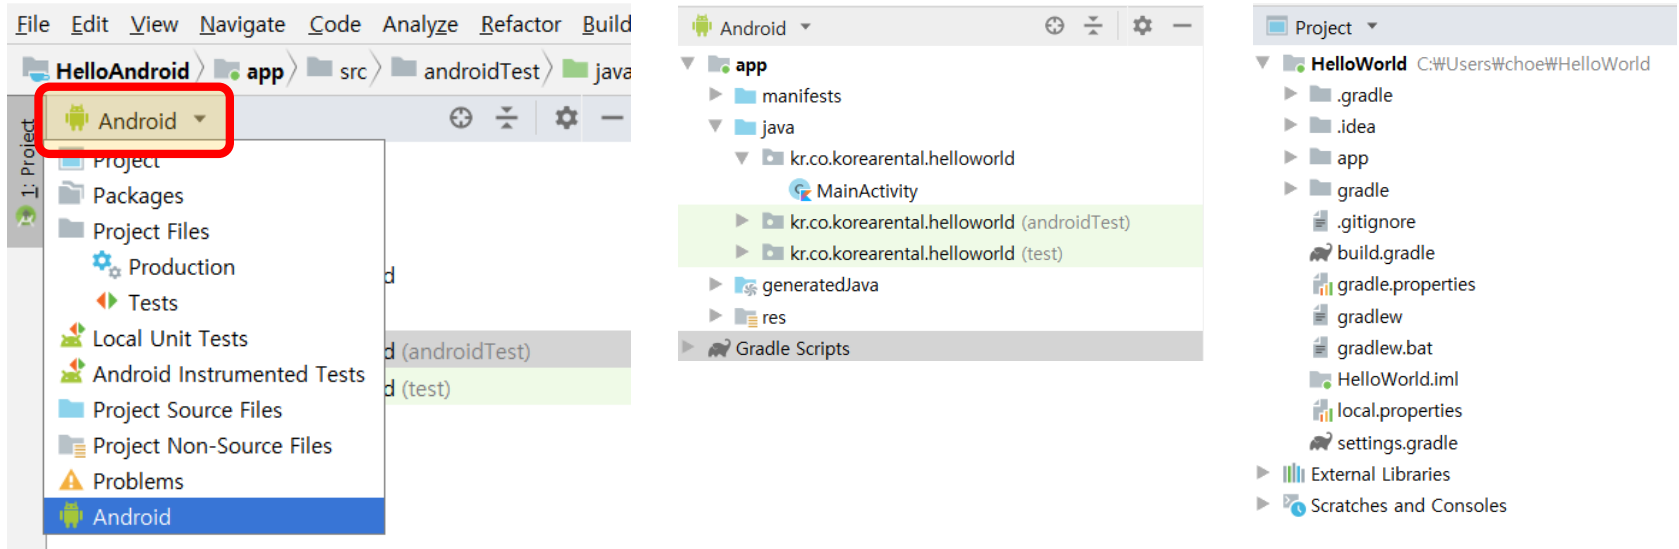 File Edit View Navigate Code Analyze Refactor Build
HelloAndroid app src androidTest java
1: Project
Android
Project
Packages
Project Files
Production
Tests
Local Unit Tests
Android Instrumented Tests
Project Source Files
Project Non-Source Files
Problems
Android
d
d (androidTest)
d (test)
Android
app
manifests
java
kr.co.korearental.helloworld
MainActivity
kr.co.korearental.helloworld (androidTest)
kr.co.korearental.helloworld (test)
generatedJava
res
Gradle Scripts
Project
HelloWorld C:₩Users₩choe₩HelloWorld
.gradle
.idea
app
gradle
.gitignore
build.gradle
gradle.properties
gradlew
gradlew.bat
HelloWorld.iml
local.properties
settings.gradle
External Libraries
Scratches and Consoles